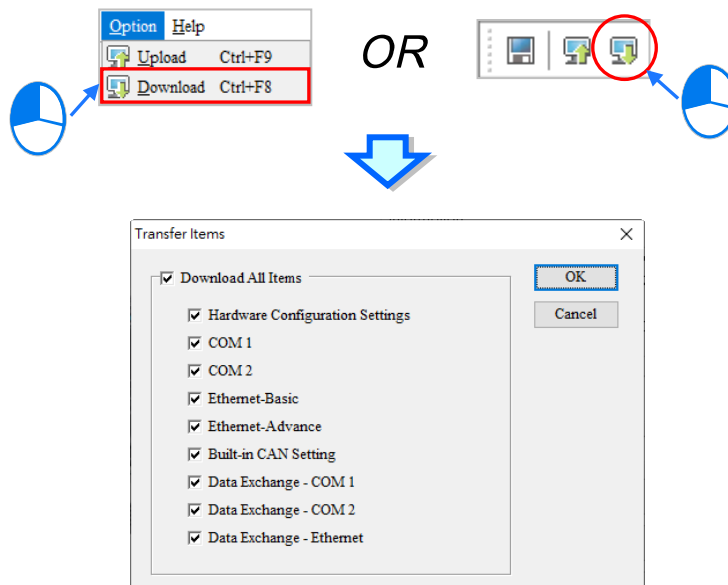 Option Help
Upload Ctrl+F9
Download Ctrl+F8
OR
Transfer Items
Download All Items
OK
Hardware Configuration Settings
Cancel
COM 1
COM 2
Ethernet-Basic
Ethernet-Advance
Built-in CAN Setting
Data Exchange - COM 1
Data Exchange - COM 2
Data Exchange - Ethernet